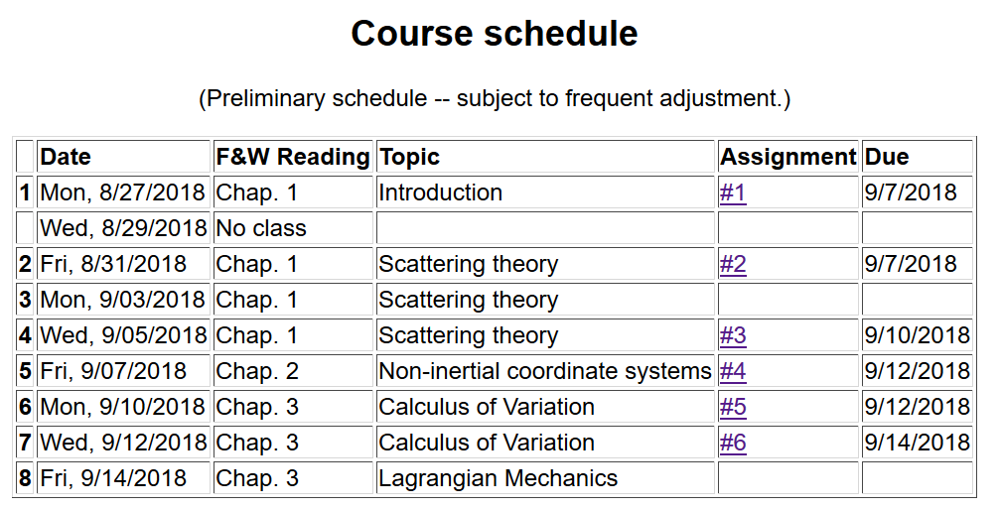 Course schedule
(Preliminary schedule -- subject to frequent adjustment.)
Date F&W Reading Topic Assignment Due
1 Mon, 8/27/2018 Chap. 1 Introduction #1 9/7/2018
Wed, 8/29/2018 No class
2 Fri, 8/31/2018 Chap. 1 Scattering theory #2 9/7/2018
3 Mon, 9/03/2018 Chap. 1 Scattering theory
4 Wed, 9/05/2018 Chap. 1 Scattering theory #3 9/10/2018
5 Fri, 9/07/2018 Chap. 2 Non-inertial coordinate systems #4 9/12/2018
6 Mon, 9/10/2018 Chap. 3 Calculus of Variation #5 9/12/2018
7 Wed, 9/12/2018 Chap. 3 Calculus of Variation #6 9/14/2018
8 Fri, 9/14/2018 Chap. 3 Lagrangian Mechanics